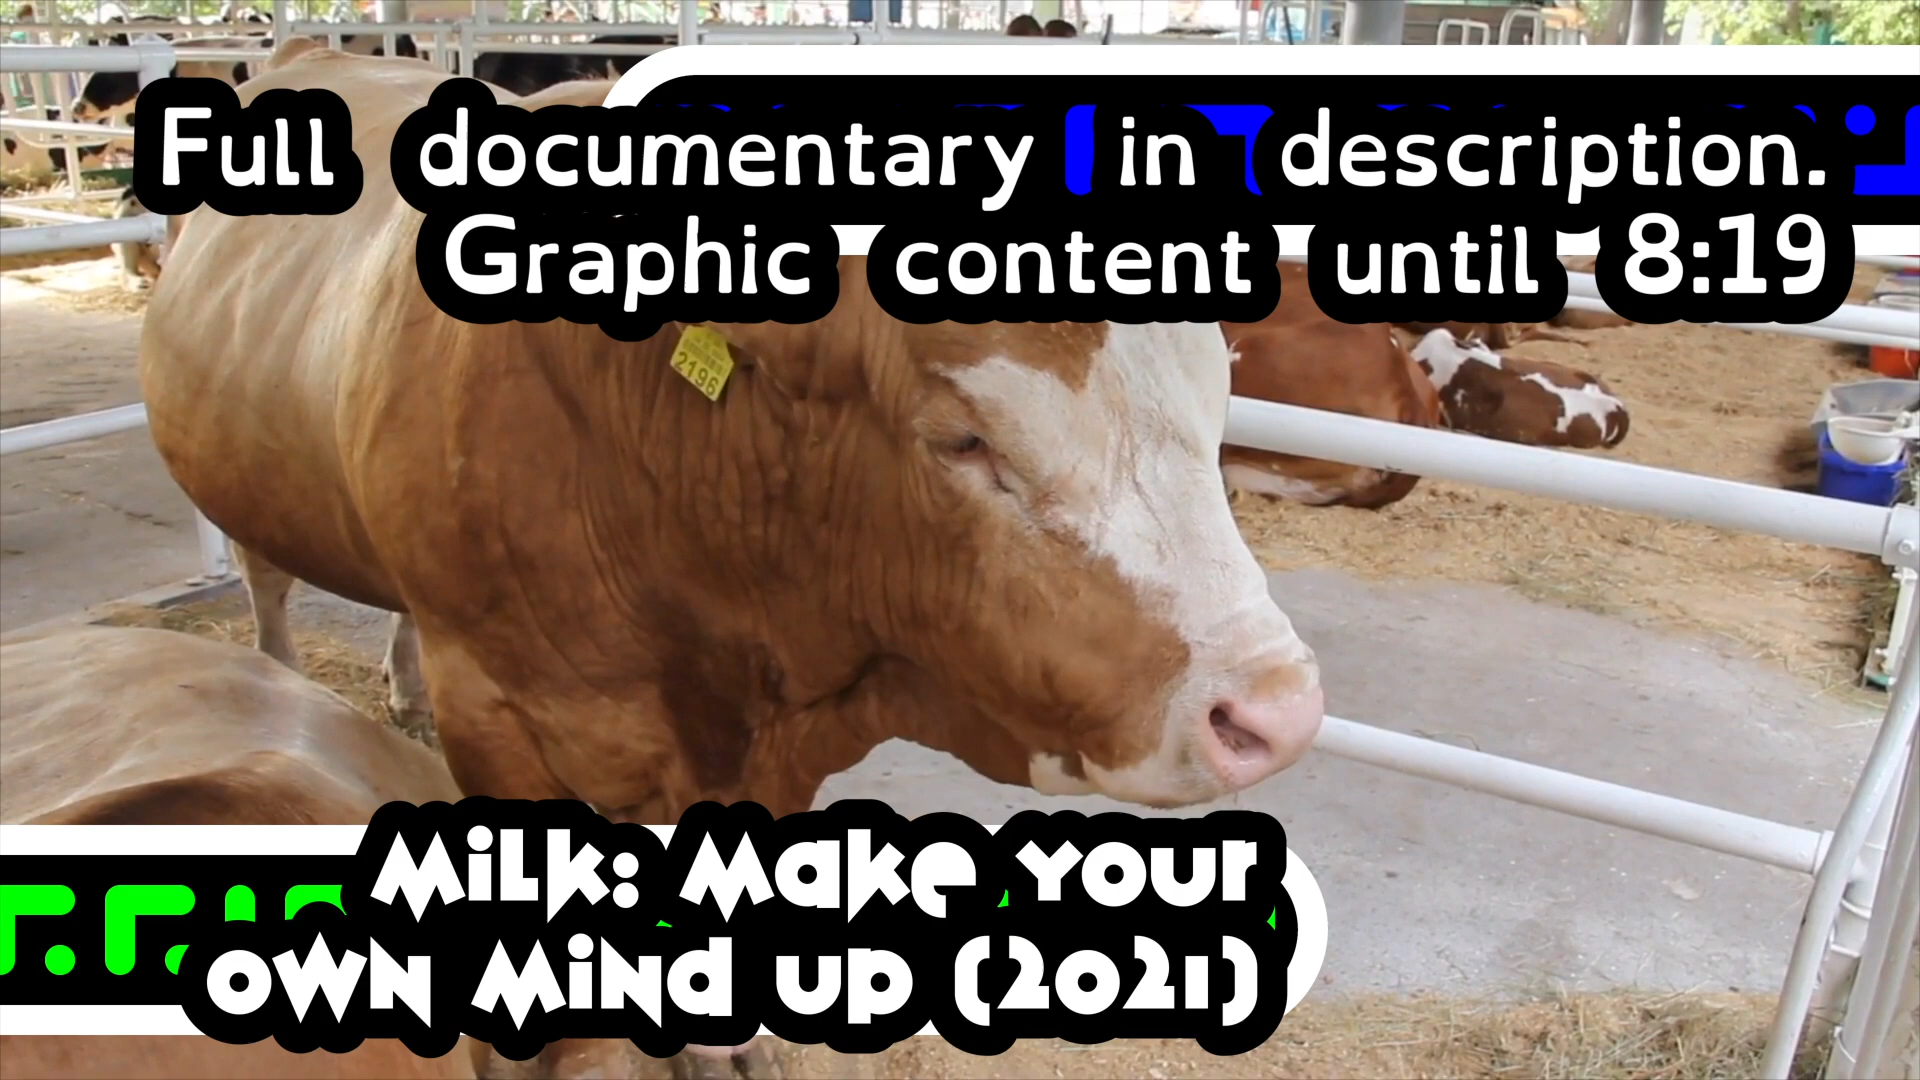 Full documentary in description.
Graphic content until 8:19
2196
Milk: Make your
own mind up (2021)